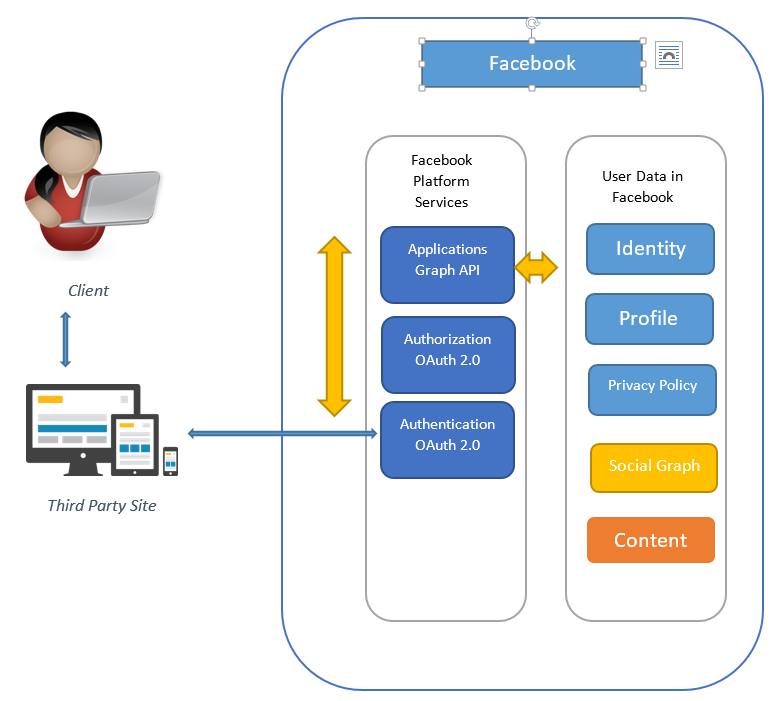 Facebook
Facebook
Platform
Services
User Data in
Facebook
Applications
Graph API
Identity
Client
Profile
Authorization
OAuth 2.0
Privacy Policy
Authentication
OAuth 2.0
Social Graph
Third Party Site
Content